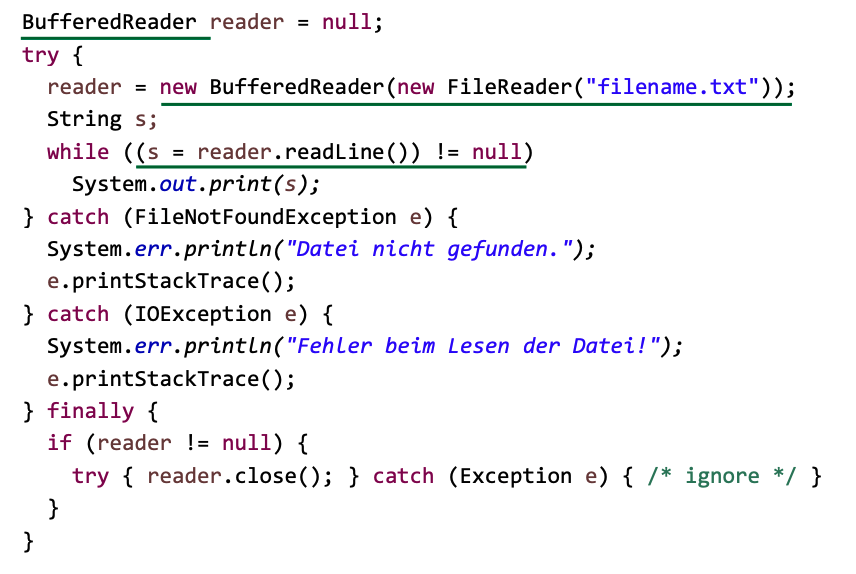 BufferedReader reader = null;
try {
  reader = new BufferedReader(new FileReader("filename.txt"));
  String s;
  while ((s = reader.readLine()) != null)
    System.out.print(s);
} catch (FileNotFoundException e) {
  System.err.println("Datei nicht gefunden.");
  e.printStackTrace();
} catch (IOException e) {
  System.err.println("Fehler beim Lesen der Datei!");
  e.printStackTrace();
} finally {
  if (reader != null) {
    try { reader.close(); } catch (Exception e) { /* ignore */ }
  }
}